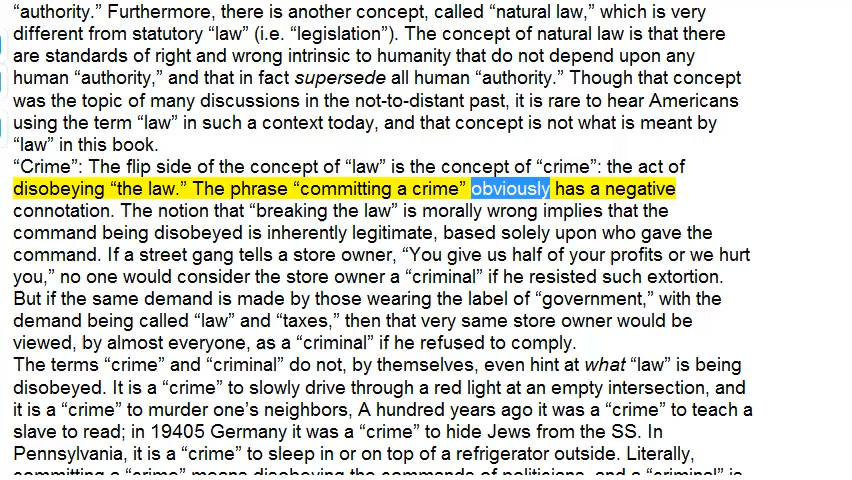 “authority.” Furthermore, there is another concept, called “natural law,” which is very
different from statutory “law” (i.e. “legislation”). The concept of natural law is that there
are standards of right and wrong intrinsic to humanity that do not depend upon any
human “authority,” and that in fact supersede all human “authority.” Though that concept
was the topic of many discussions in the not-to-distant past, it is rare to hear Americans
using the term “law” in such a context today, and that concept is not what is meant by
“law” in this book.
“Crime”: The flip side of the concept of “law” is the concept of “crime”: the act of
disobeying “the law.” The phrase “committing a crime” obviously has a negative
connotation. The notion that “breaking the law” is morally wrong implies that the
command being disobeyed is inherently legitimate, based solely upon who gave the
command. If a street gang tells a store owner, “You give us half of your profits or we hurt
you,” no one would consider the store owner a “criminal” if he resisted such extortion.
But if the same demand is made by those wearing the label of “government,” with the
demand being called “law” and “taxes,” then that very same store owner would be
viewed, by almost everyone, as a “criminal” if he refused to comply.
The terms “crime” and “criminal” do not, by themselves, even hint at what “law” is being
disobeyed. It is a “crime” to slowly drive through a red light at an empty intersection, and
it is a “crime” to murder one’s neighbors, A hundred years ago it was a “crime” to teach a
slave to read; in 19405 Germany it was a “crime” to hide Jews from the SS. In
Pennsylvania, it is a “crime” to sleep in or on top of a refrigerator outside. Literally,
committing a “crime” means disobeying the commands of politicians, and a “criminal” is